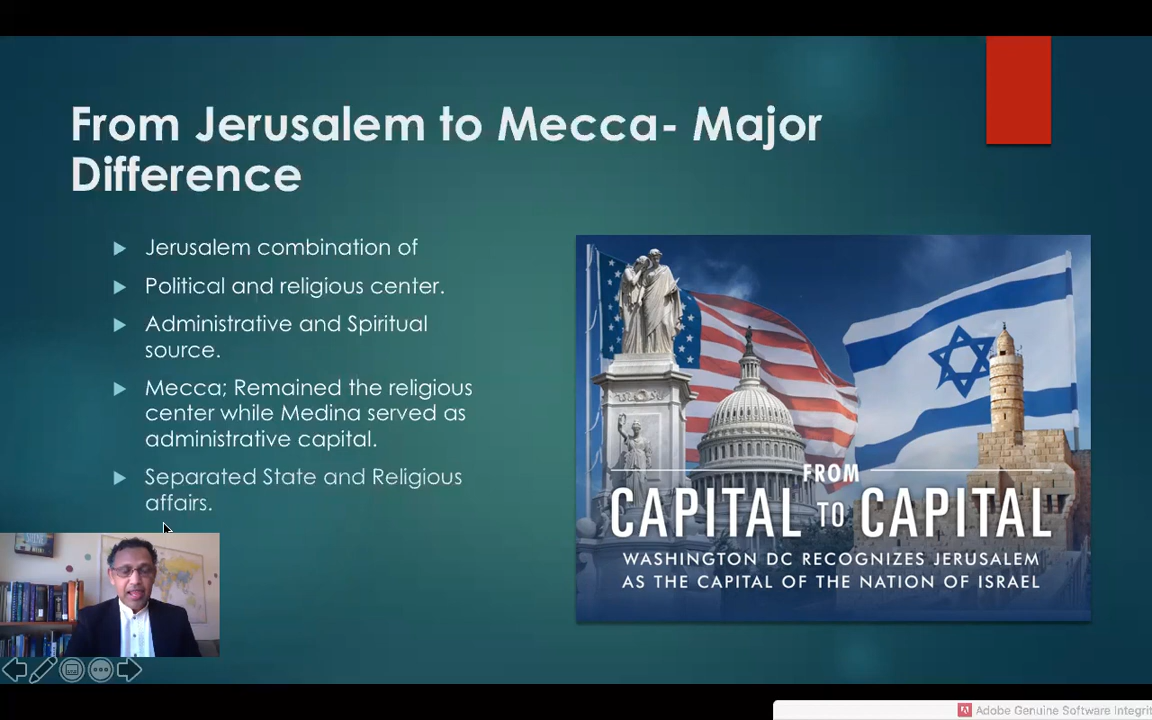 From Jerusalem to Mecca- Major
Difference
Jerusalem combination of
Political and religious center.
Administrative and Spiritual
source.
Mecca; Remained the religious
center while Medina served as
administrative capital.
Separated State and Religious
affairs.
FROM
CAPITAL TO CAPITAL
WASHINGTON DC RECOGNIZES JERUSALEM
AS THE CAPITAL OF THE NATION OF ISRAEL
Adobe Genuine Software Integrit